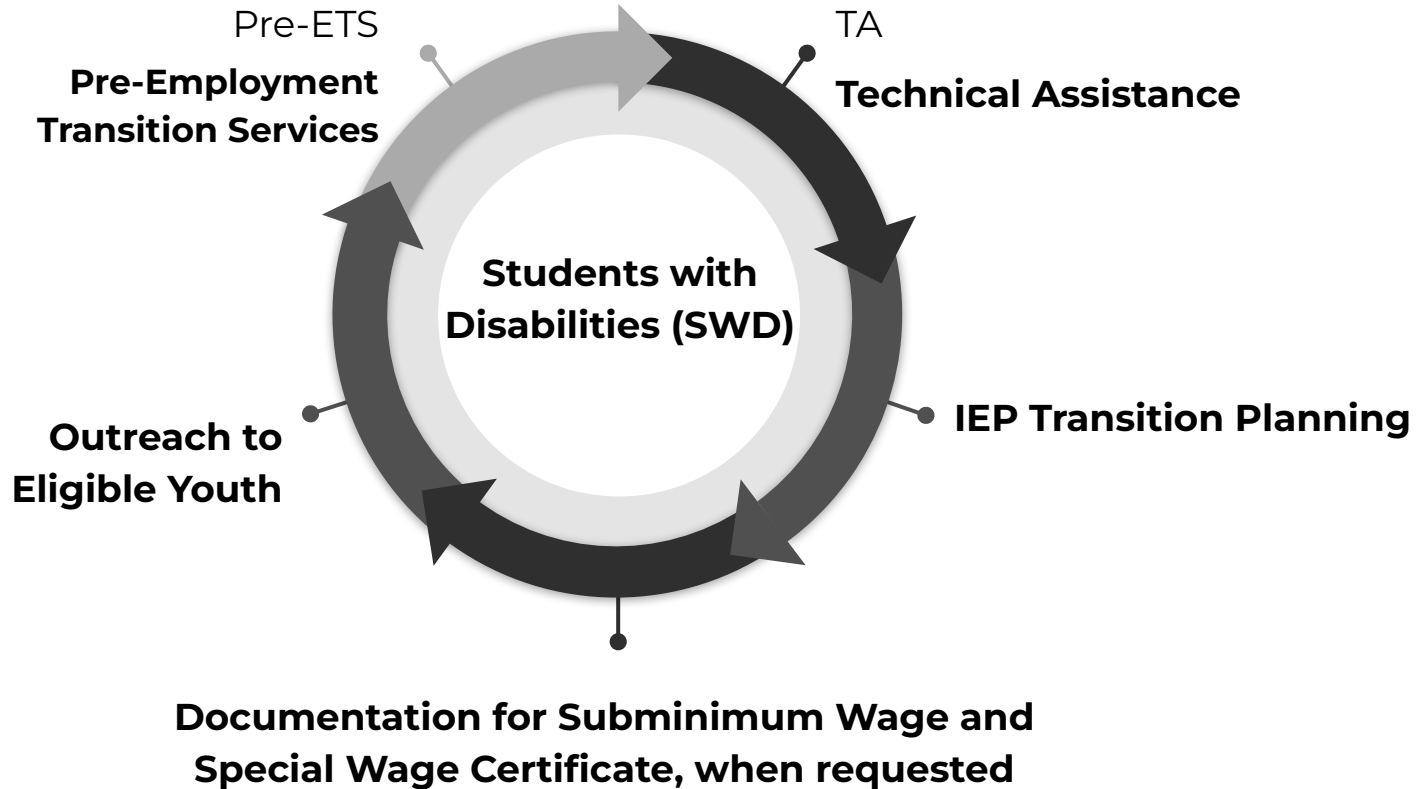 Pre-ETS
Pre-Employment
Transition Services
TA
Technical Assistance
Students with
Disabilities (SWD)
IEP Transition Planning
Outreach to
Eligible Youth
Documentation for Subminimum Wage and
Special Wage Certificate, when requested